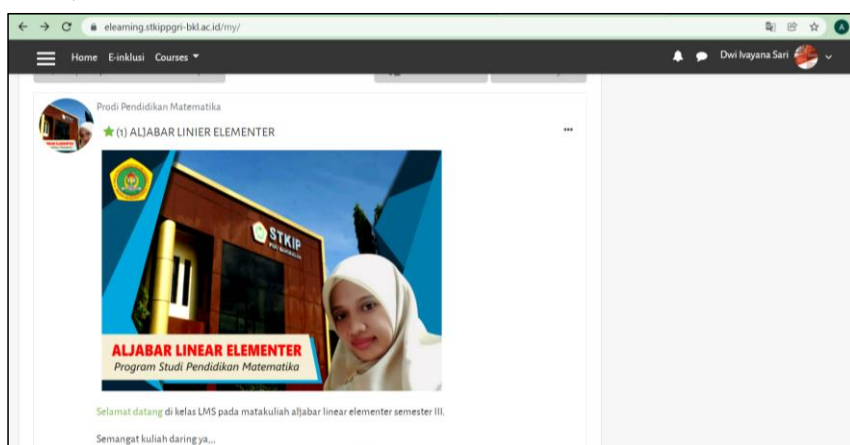 elearning.stkippgri-bkl.ac.id/my/
A
Home E-inklusi Courses
Dwi Ivayana Sari
Prodi Pendidikan Matematika
(1) ALJABAR LINIER ELEMENTER
STKIP
ALJABAR LINEAR ELEMENTER
Program Studi Pendidikan Matematika
Selamat datang di kelas LMS pada matakuliah aljabar linear elementer semester III.
Semangat kuliah daring ya,,,